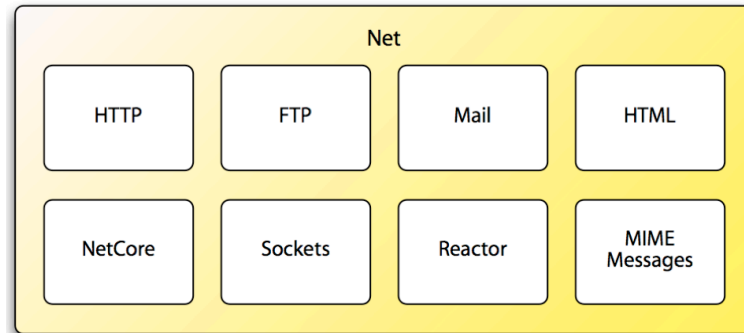 Net
HTTP
FTP
Mail
HTML
NetCore
Sockets
Reactor
MIME
Messages